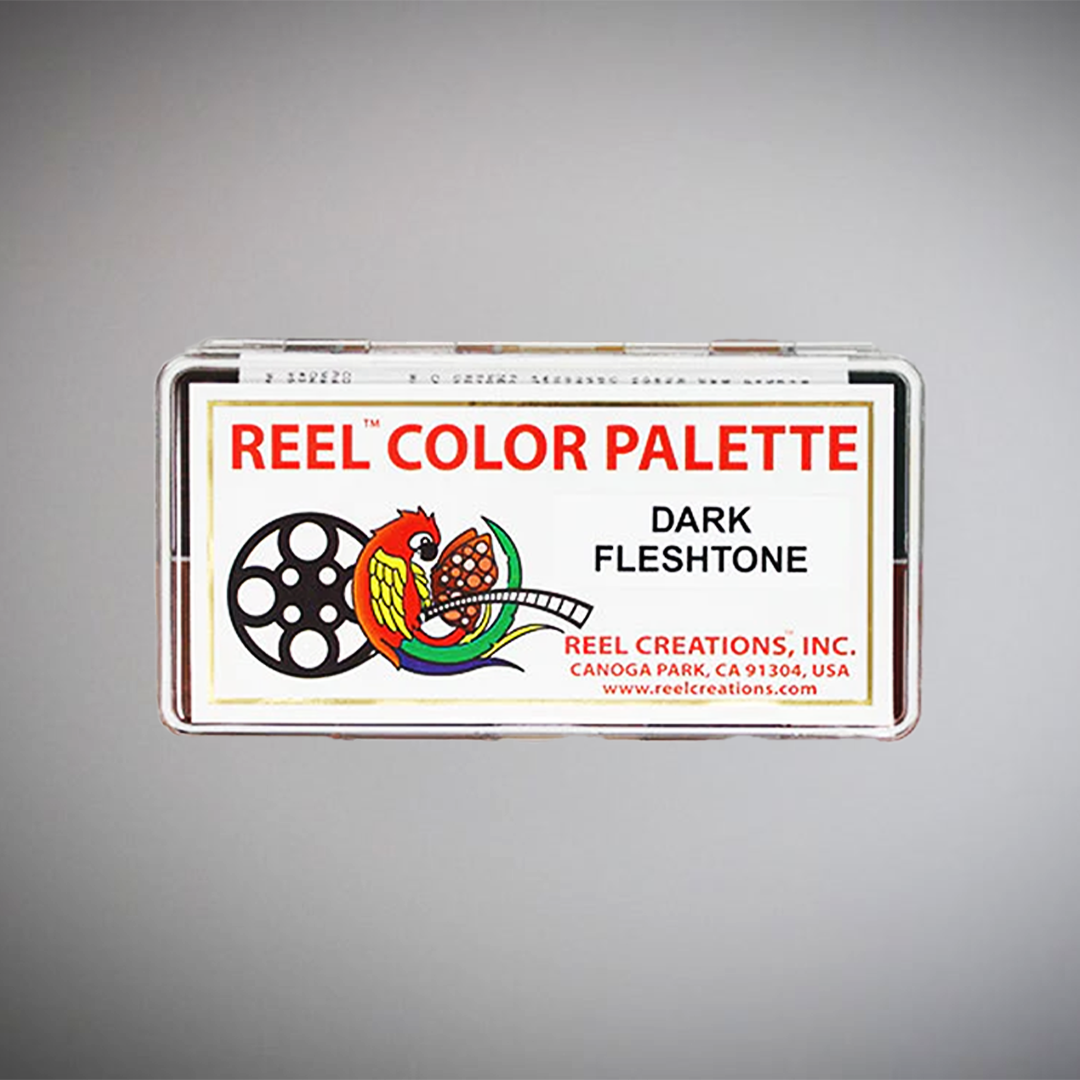 REEL™ COLOR PALETTE
DARK
FLESHTONE
REEL CREATIONS, INC.™
CANOGA PARK, CA 91304, USA
www.reelcreations.com